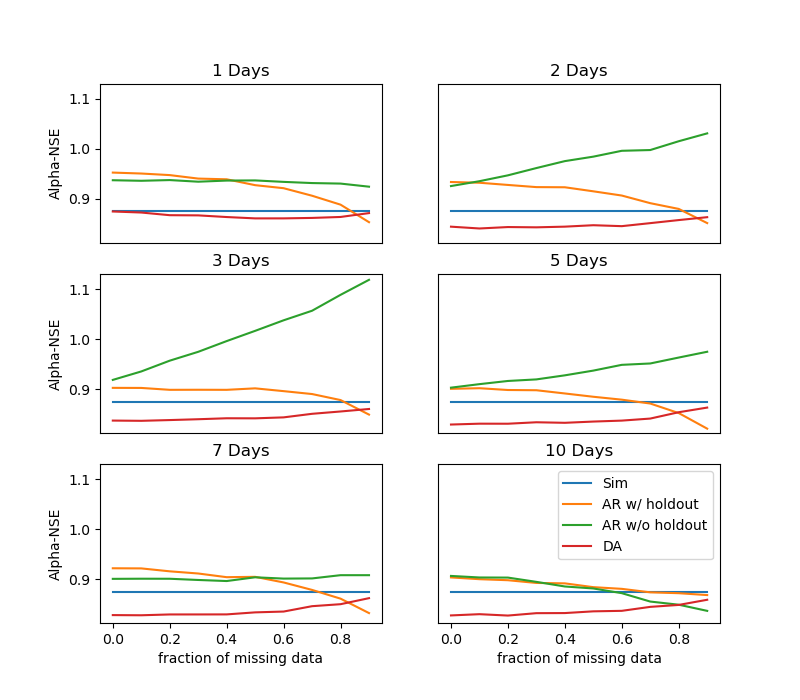 1 Days
2 Days
Alpha-NSE
1.1
1.0
0.9
3 Days
5 Days
Alpha-NSE
1.1
1.0
0.9
7 Days
10 Days
Alpha-NSE
1.1
1.0
0.9
Sim
AR w/ holdout
AR w/o holdout
DA
0.0 0.2 0.4 0.6 0.8
0.0 0.2 0.4 0.6 0.8
fraction of missing data
fraction of missing data